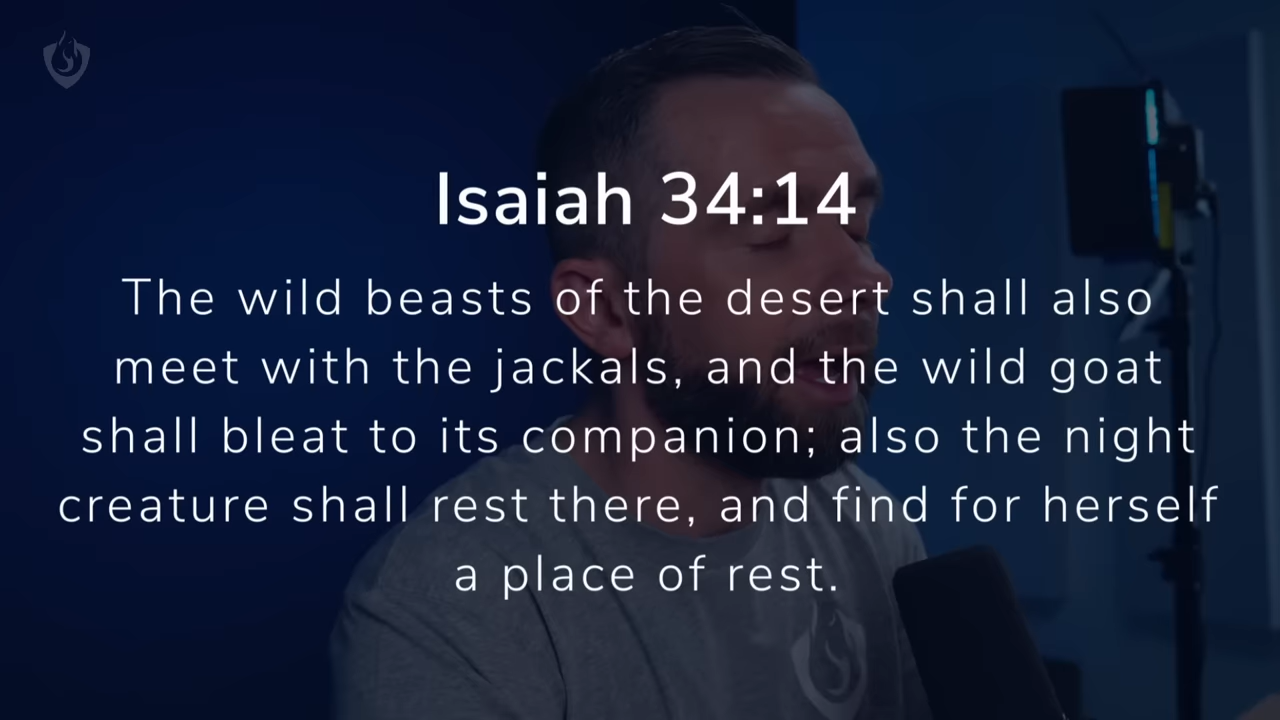 Isaiah 34:14
The wild beasts of the desert shall also
meet with the jackals, and the wild goat
shall bleat to its companion; also the night
creature shall rest there, and find for herself
a place of rest.